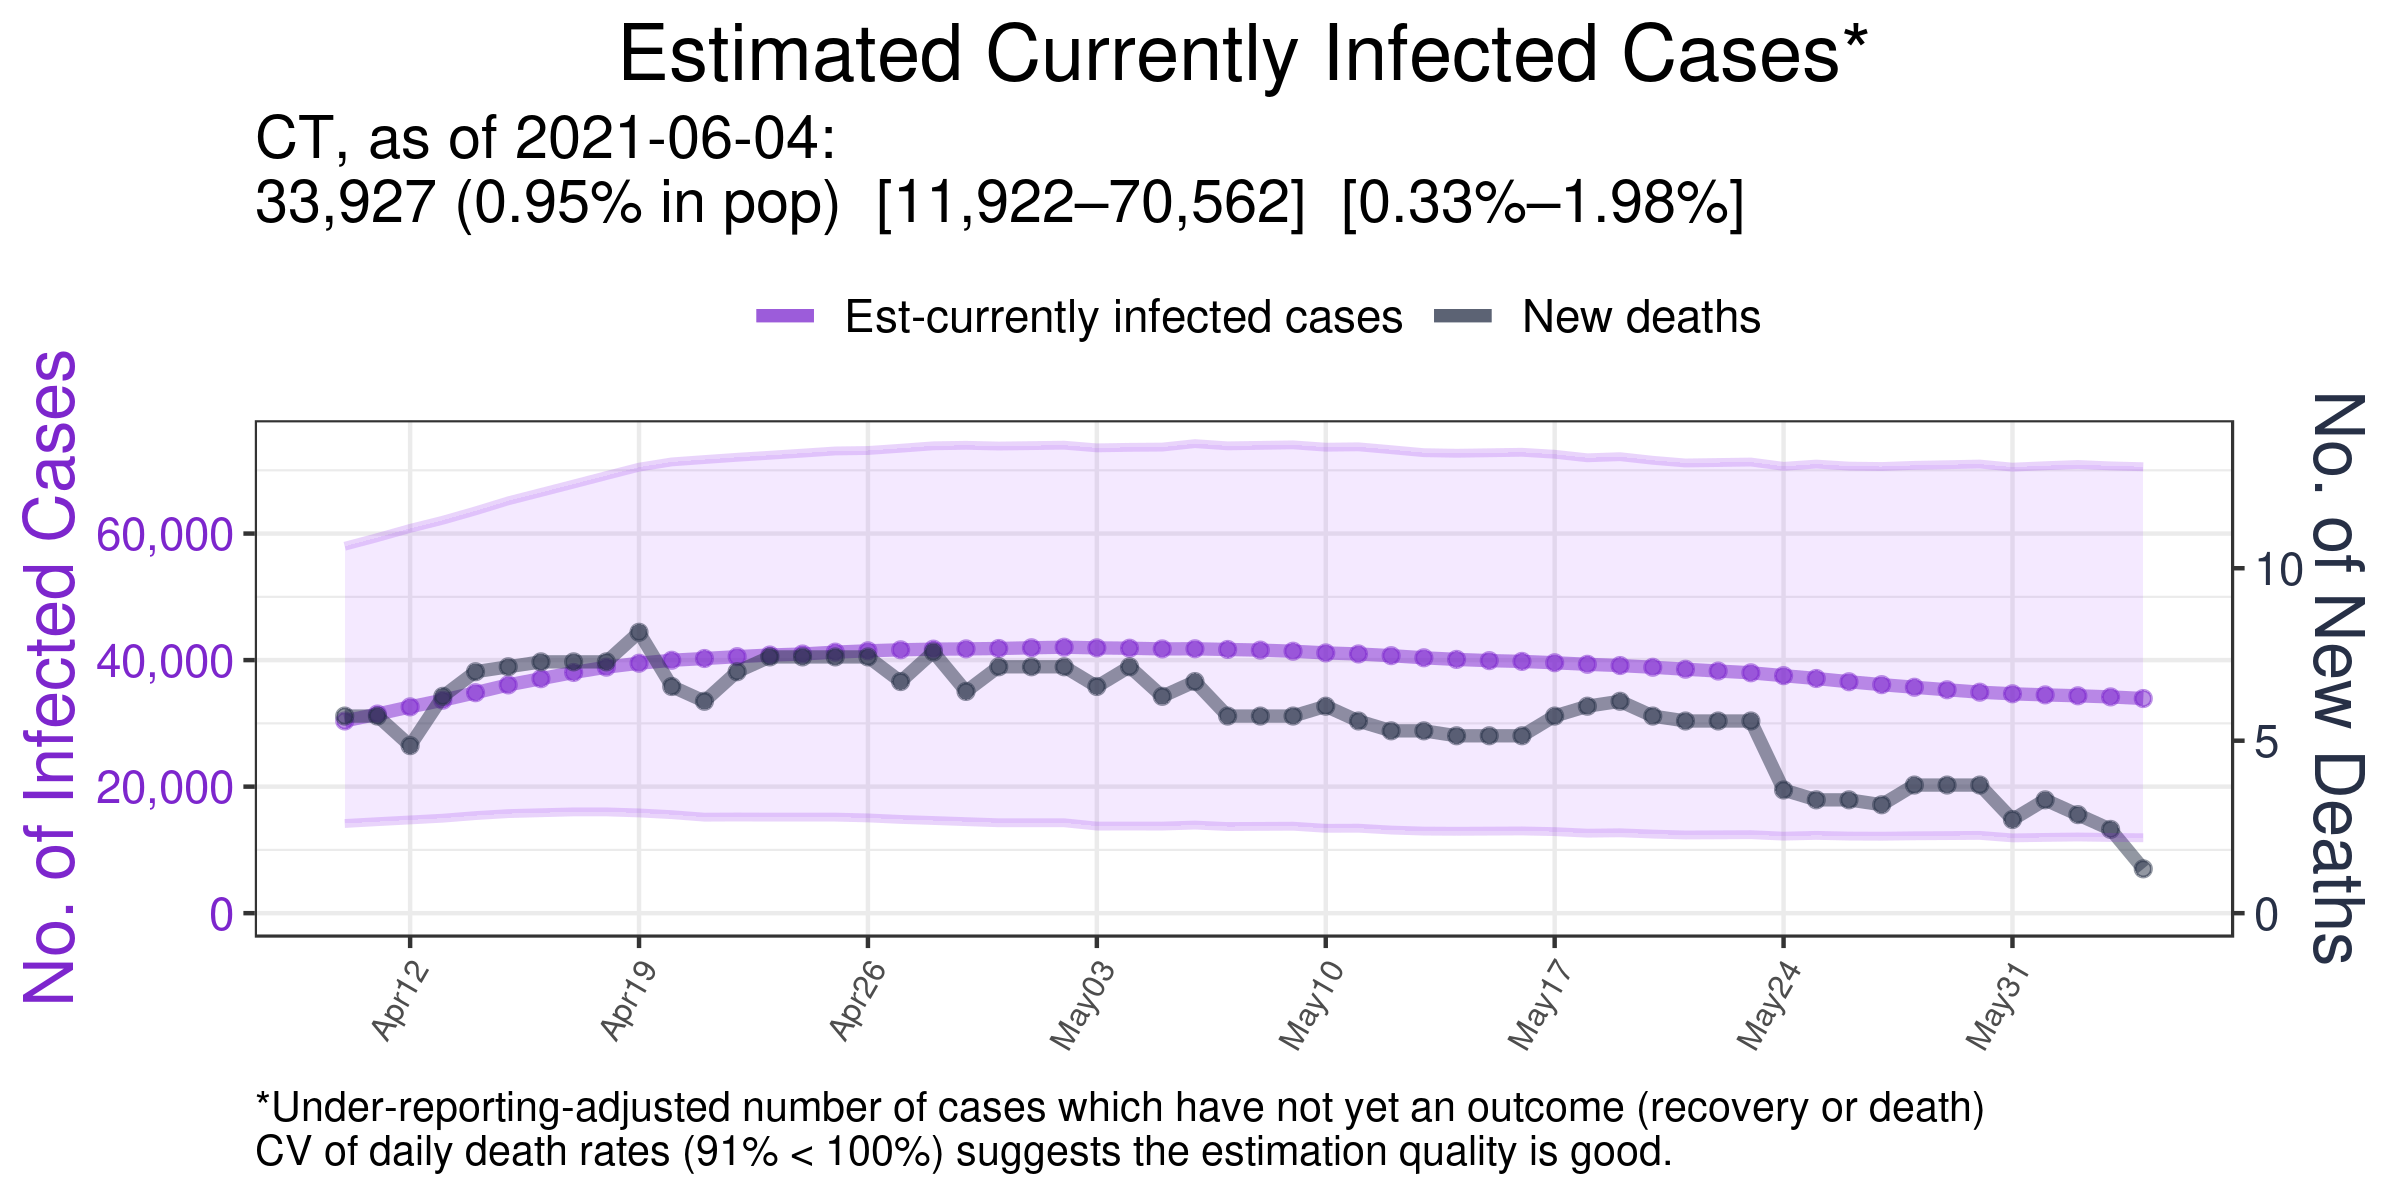 Estimated Currently Infected Cases*
CT, as of 2021-06-04:
33,927 (0.95% in pop)  [11,922–70,562]  [0.33%–1.98%]
Est-currently infected cases
New deaths
No. of Infected Cases
60,000
40,000
20,000
0
10
5
0
No. of New Deaths
Apr12
Apr19
Apr26
May03
May10
May17
May24
May31
*Under-reporting-adjusted number of cases which have not yet an outcome (recovery or death)
CV of daily death rates (91% < 100%) suggests the estimation quality is good.